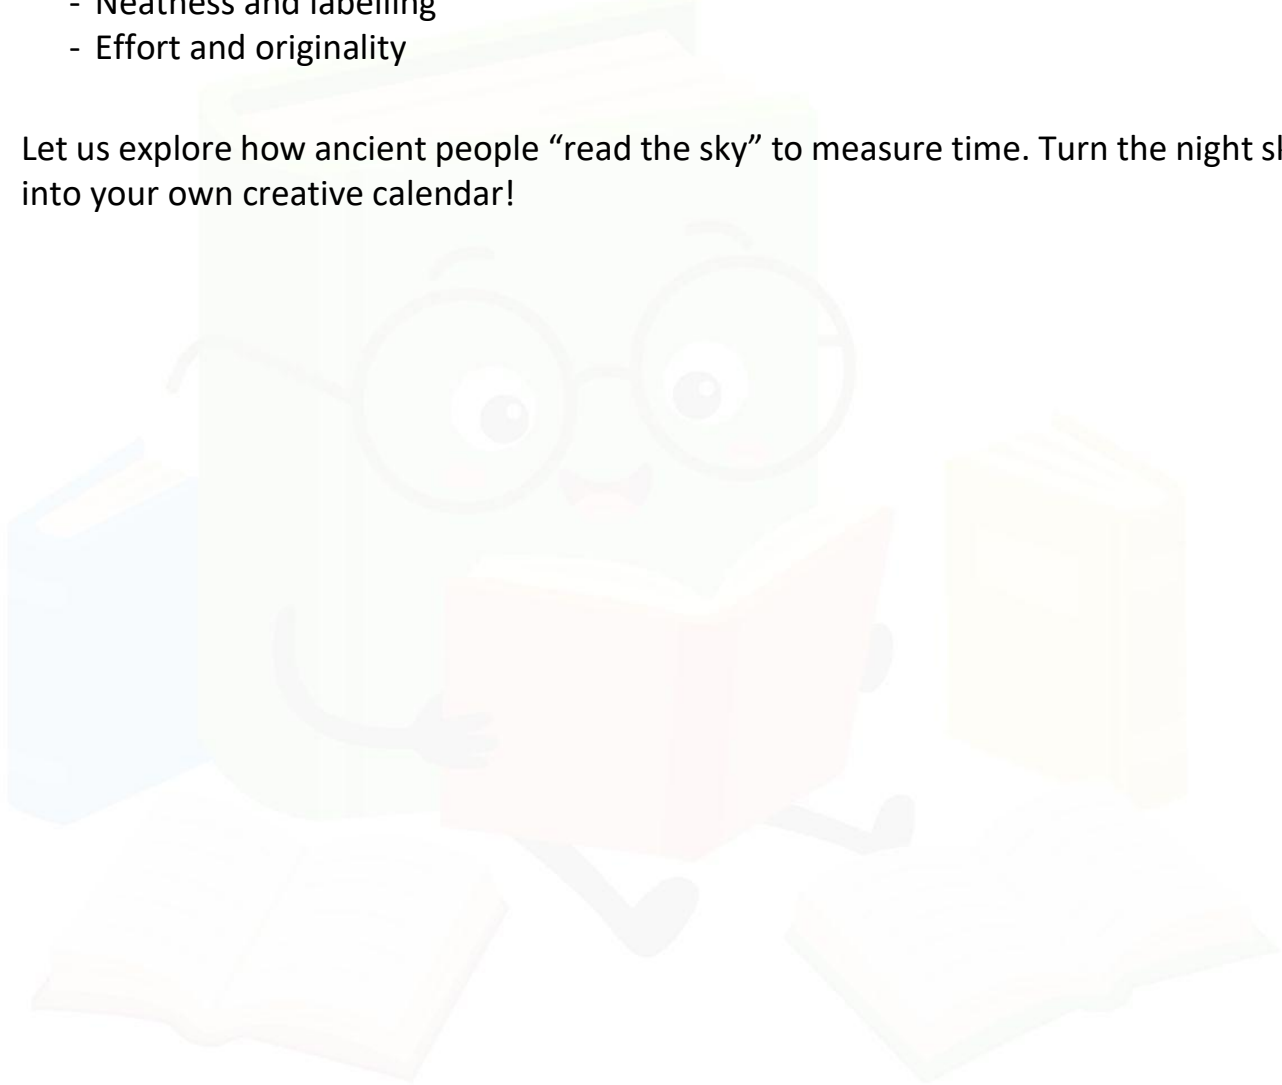 - Neatness and labelling
- Effort and originality
Let us explore how ancient people “read the sky” to measure time. Turn the night
into your own creative calendar!